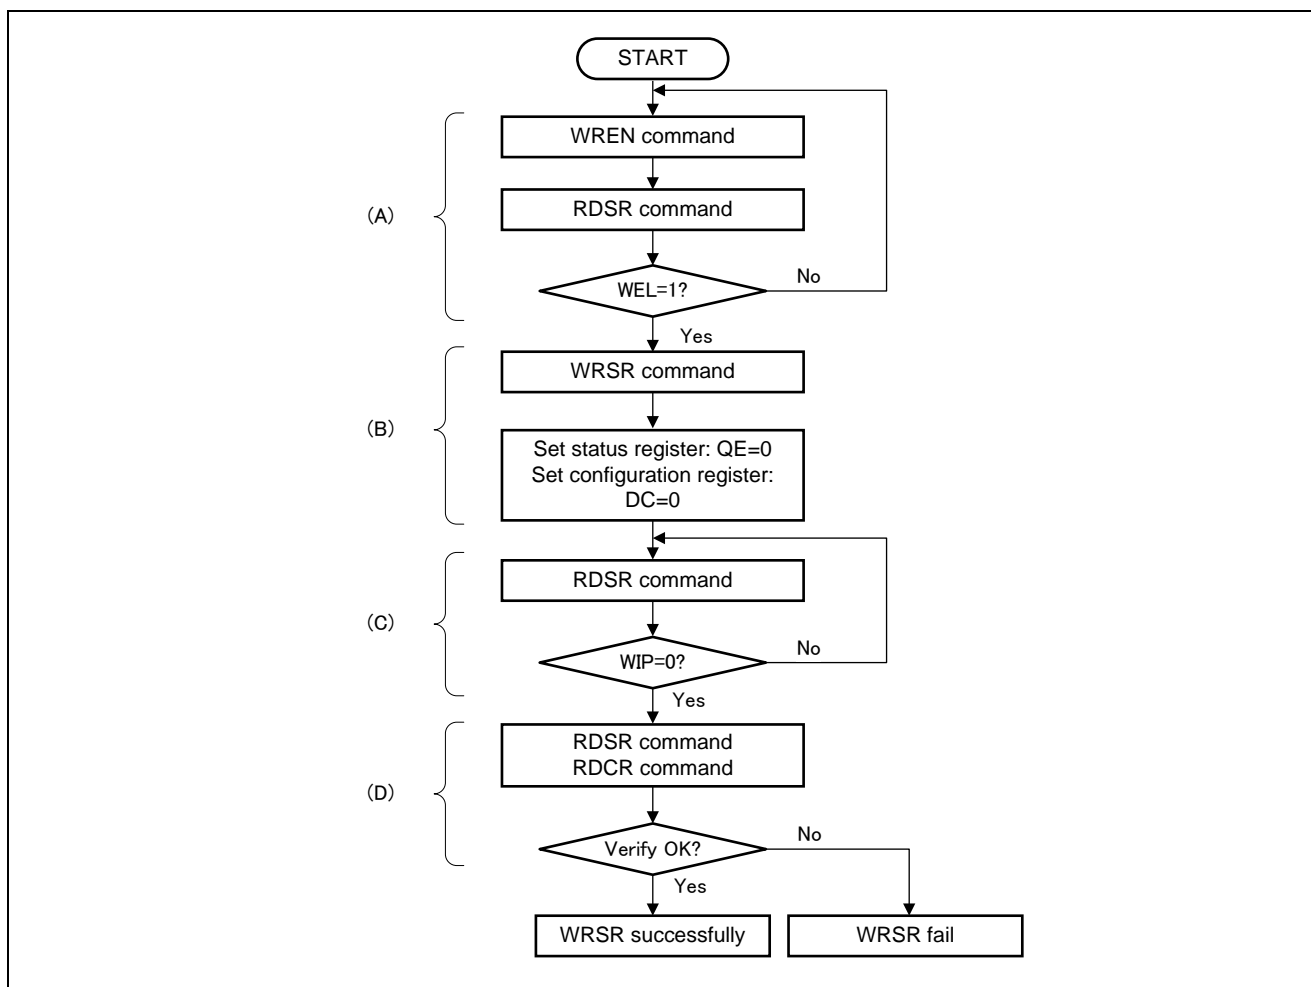 START
WREN command
RDSR command
(A)
No
WEL=1?
Yes
WRSR command
(B)
Set status register: QE=0
Set configuration register:
DC=0
RDSR command
(C)
No
WIP=0?
Yes
RDSR command
RDCR command
(D)
No
Verify OK?
Yes
WRSR successfully
WRSR fail